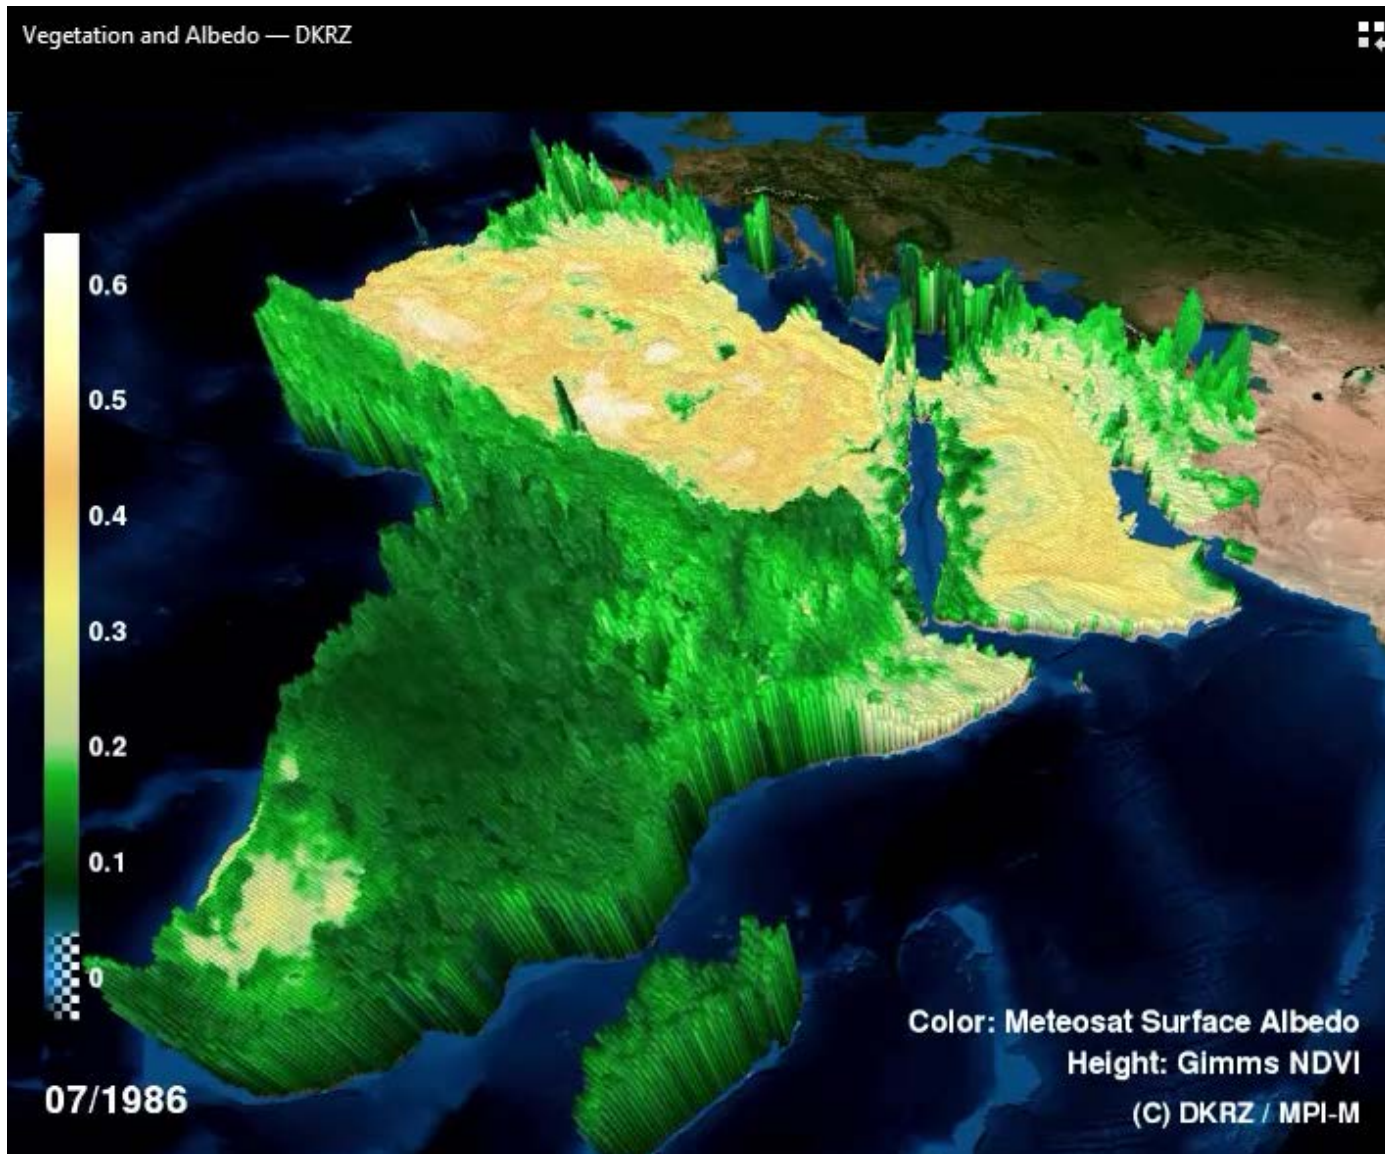 Vegetation and Albedo — DKRZ
0.6
0.5
0.4
0.3
0.2
0.1
0
Color: Meteosat Surface Albedo
Height: Gimms NDVI
07/1986
(C) DKRZ / MPI-M